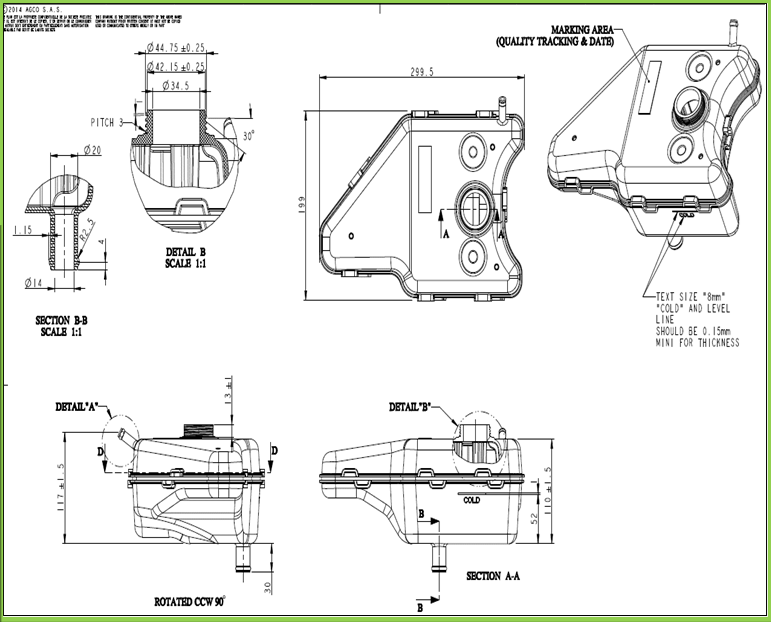 ©2014 AGCO S.A.S.
MARKING AREA
(QUALITY TRACKING & DATE)
Ø44.75 ±0.25
Ø42.15 ±0.25
Ø34.5
PITCH 3
30°
299.5
199
Ø20
1.15
R2.5
4
Ø14
DETAIL B
SCALE 1:1
A
A
SECTION B-B
SCALE 1:1
COLD
TEXT SIZE "8mm"
"COLD" AND LEVEL
LINE
SHOULD BE 0.15mm
MINI FOR THICKNESS
13 ±1
DETAIL"A"
DETAIL"B"
D
D
117 ±1.5
COLD
±1
52
110 ±1.5
B
30
SECTION A-A
ROTATED CCW 90°
B